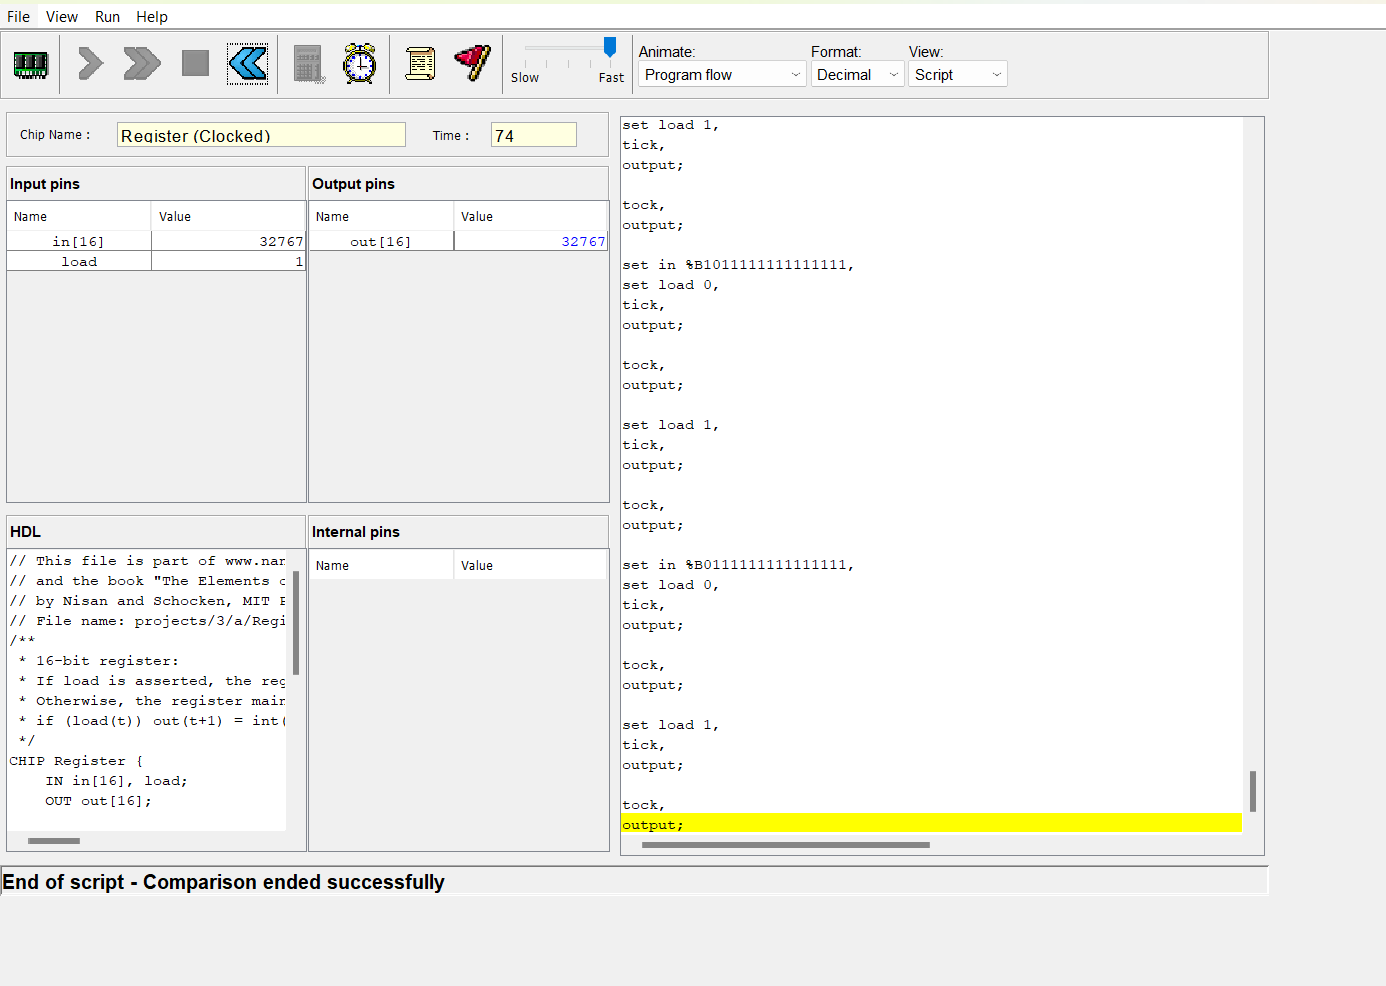 File View Run Help
Animate: Format: View:
Slow Fast Program flow Decimal Script
Chip Name : Register (Clocked) Time : 74
Input pins
Name Value
in[16] 32767
load 1
Output pins
Name Value
out[16] 32767
HDL
// This file is part of www.nan
// and the book "The Elements o
// by Nisan and Schocken, MIT P
// File name: projects/3/a/Regi
/**
* 16-bit register:
* If load is asserted, the reg
* Otherwise, the register main
* if (load(t)) out(t+1) = int(
*/
CHIP Register {
IN in[16], load;
OUT out[16];
Internal pins
Name Value
set load 1,
tick,
output;
tock,
output;
set in %B1011111111111111,
set load 0,
tick,
output;
tock,
output;
set load 1,
tick,
output;
tock,
output;
set in %B0111111111111111,
set load 0,
tick,
output;
tock,
output;
set load 1,
tick,
output;
tock,
output;
End of script - Comparison ended successfully